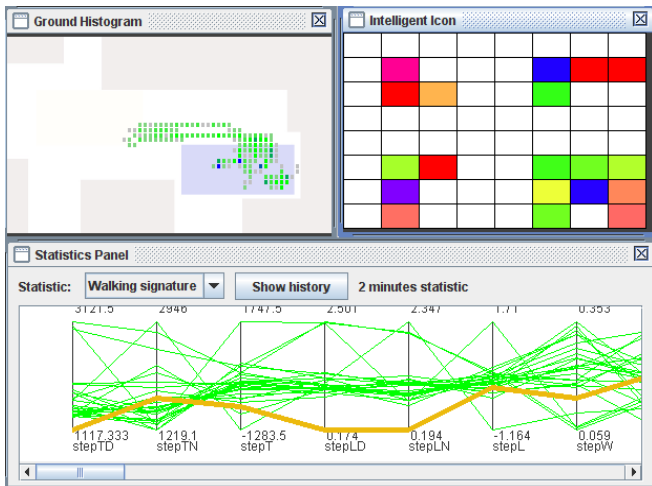 Ground Histogram
Intelligent Icon
Statistics Panel
Statistic: Walking signature Show history 2 minutes statistic
3121.5 2946 1747.5 2.501 2.347 1.71 0.353
1117.333 1219.1 -1283.5 0.174 0.194 -1.164 0.059
stepTD stepTN stepT stepLD stepLN stepL stepW